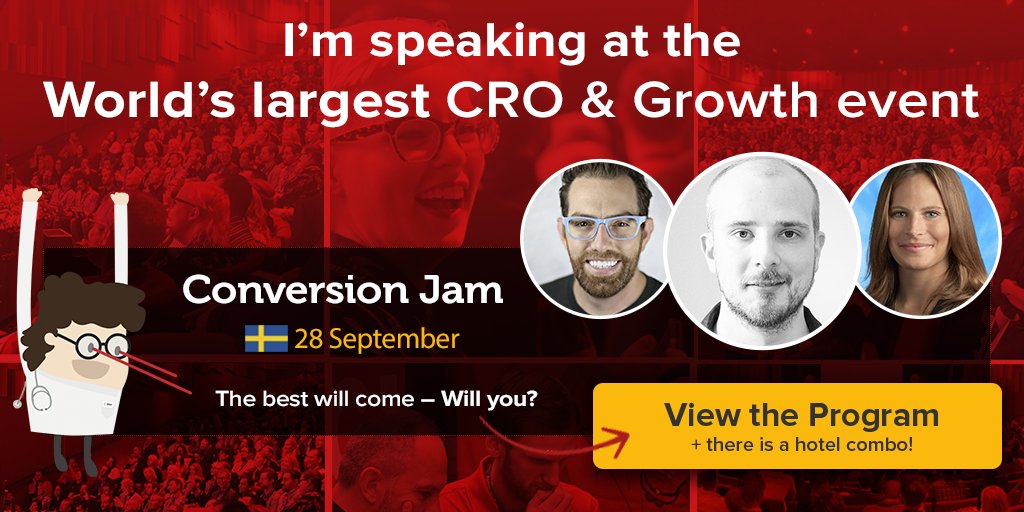 I’m speaking at the
World’s largest CRO & Growth event
Conversion Jam
28 September
The best will come – Will you?
View the Program
+ there is a hotel combo!